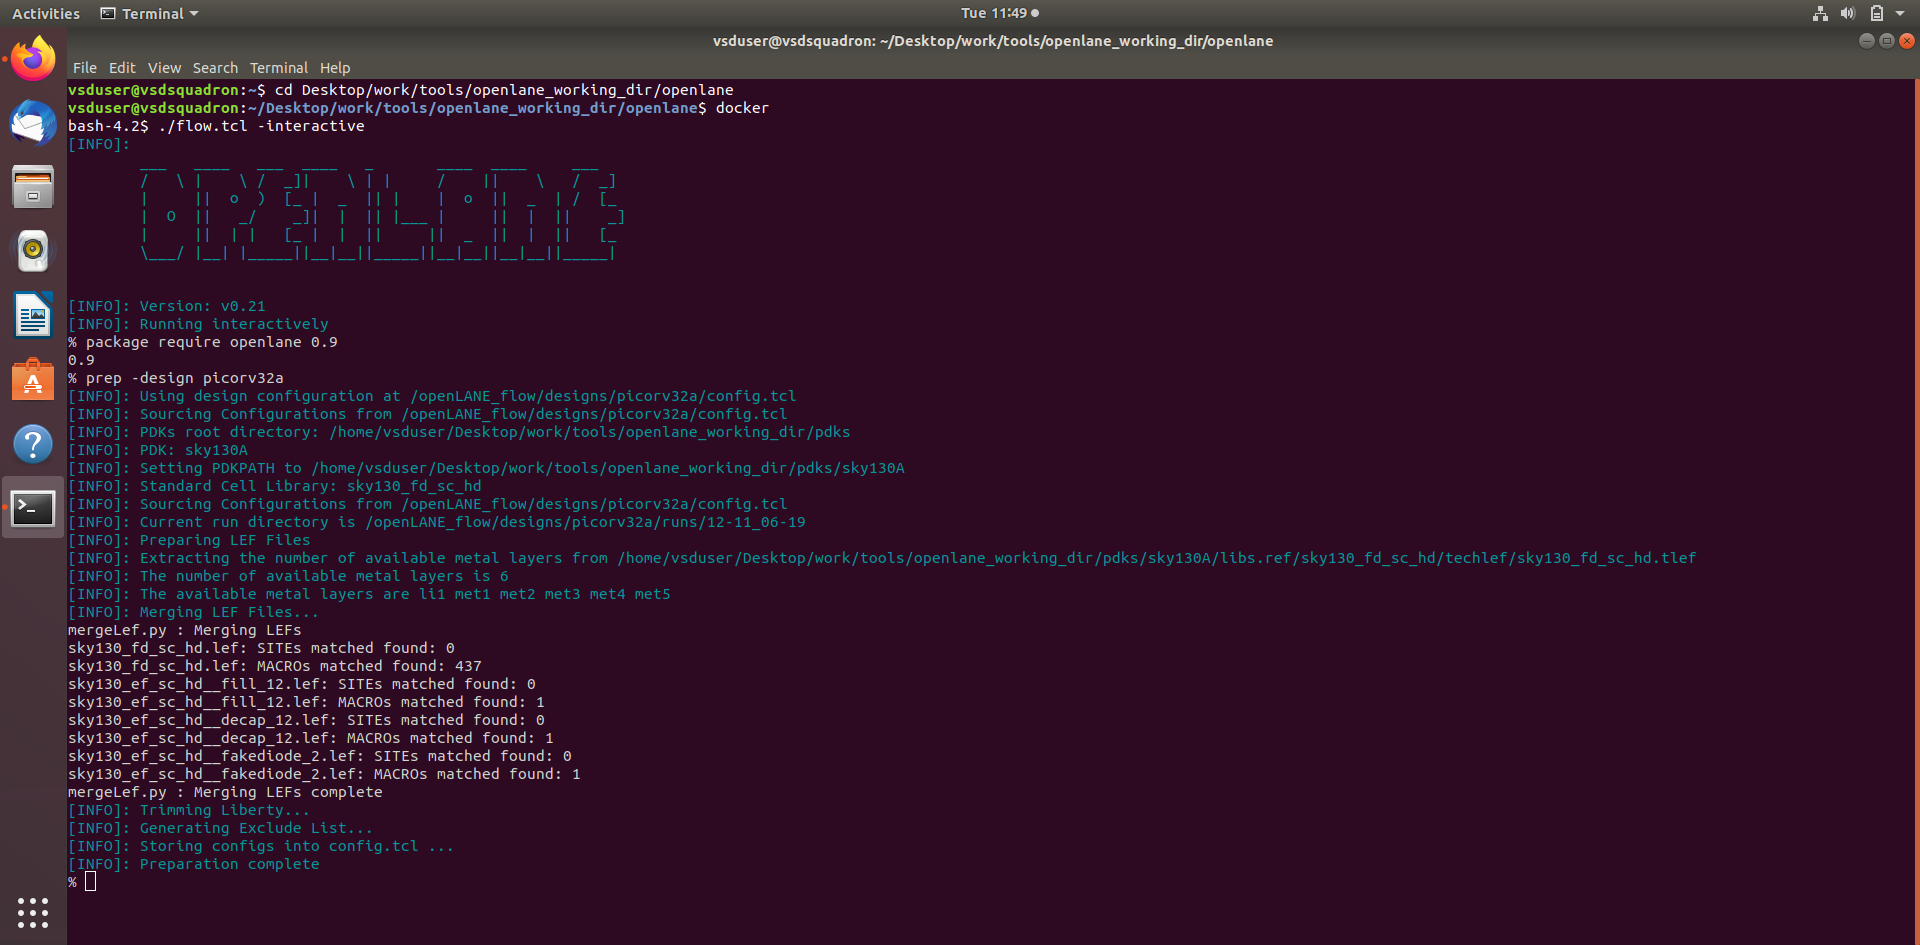 Activities Terminal Tue 11:49
vsduser@vsdsquadron: ~/Desktop/work/tools/openlane_working_dir/openlane
File Edit View Search Terminal Help
vsduser@vsdsquadron:~$ cd Desktop/work/tools/openlane_working_dir/openlane
vsduser@vsdsquadron:~/Desktop/work/tools/openlane_working_dir/openlane$ docker
bash-4.2$ ./flow.tcl -interactive
[INFO]:
OPENLANE
[INFO]: Version: v0.21
[INFO]: Running interactively
% package require openlane 0.9
0.9
% prep -design picorv32a
[INFO]: Using design configuration at /openLANE_flow/designs/picorv32a/config.tcl
[INFO]: Sourcing Configurations from /openLANE_flow/designs/picorv32a/config.tcl
[INFO]: PDKs root directory: /home/vsduser/Desktop/work/tools/openlane_working_dir/pdks
[INFO]: PDK: sky130A
[INFO]: Setting PDKPATH to /home/vsduser/Desktop/work/tools/openlane_working_dir/pdks/sky130A
[INFO]: Standard Cell Library: sky130_fd_sc_hd
[INFO]: Sourcing Configurations from /openLANE_flow/designs/picorv32a/config.tcl
[INFO]: Current run directory is /openLANE_flow/designs/picorv32a/runs/12-11_06-19
[INFO]: Preparing LEF Files
[INFO]: Extracting the number of available metal layers from /home/vsduser/Desktop/work/tools/openlane_working_dir/pdks/sky130A/libs.ref/sky130_fd_sc_hd/techlef/sky130_fd_sc_hd.tlef
[INFO]: The number of available metal layers is 6
[INFO]: The available metal layers are li1 met1 met2 met3 met4 met5
[INFO]: Merging LEF Files...
mergeLef.py : Merging LEFs
sky130_fd_sc_hd.lef: SITEs matched found: 0
sky130_fd_sc_hd.lef: MACROs matched found: 437
sky130_ef_sc_hd__fill_12.lef: SITEs matched found: 0
sky130_ef_sc_hd__fill_12.lef: MACROs matched found: 1
sky130_ef_sc_hd__decap_12.lef: SITEs matched found: 0
sky130_ef_sc_hd__decap_12.lef: MACROs matched found: 1
sky130_ef_sc_hd__fakediode_2.lef: SITEs matched found: 0
sky130_ef_sc_hd__fakediode_2.lef: MACROs matched found: 1
mergeLef.py : Merging LEFs complete
[INFO]: Trimming Liberty...
[INFO]: Generating Exclude List...
[INFO]: Storing configs into config.tcl ...
[INFO]: Preparation complete
%